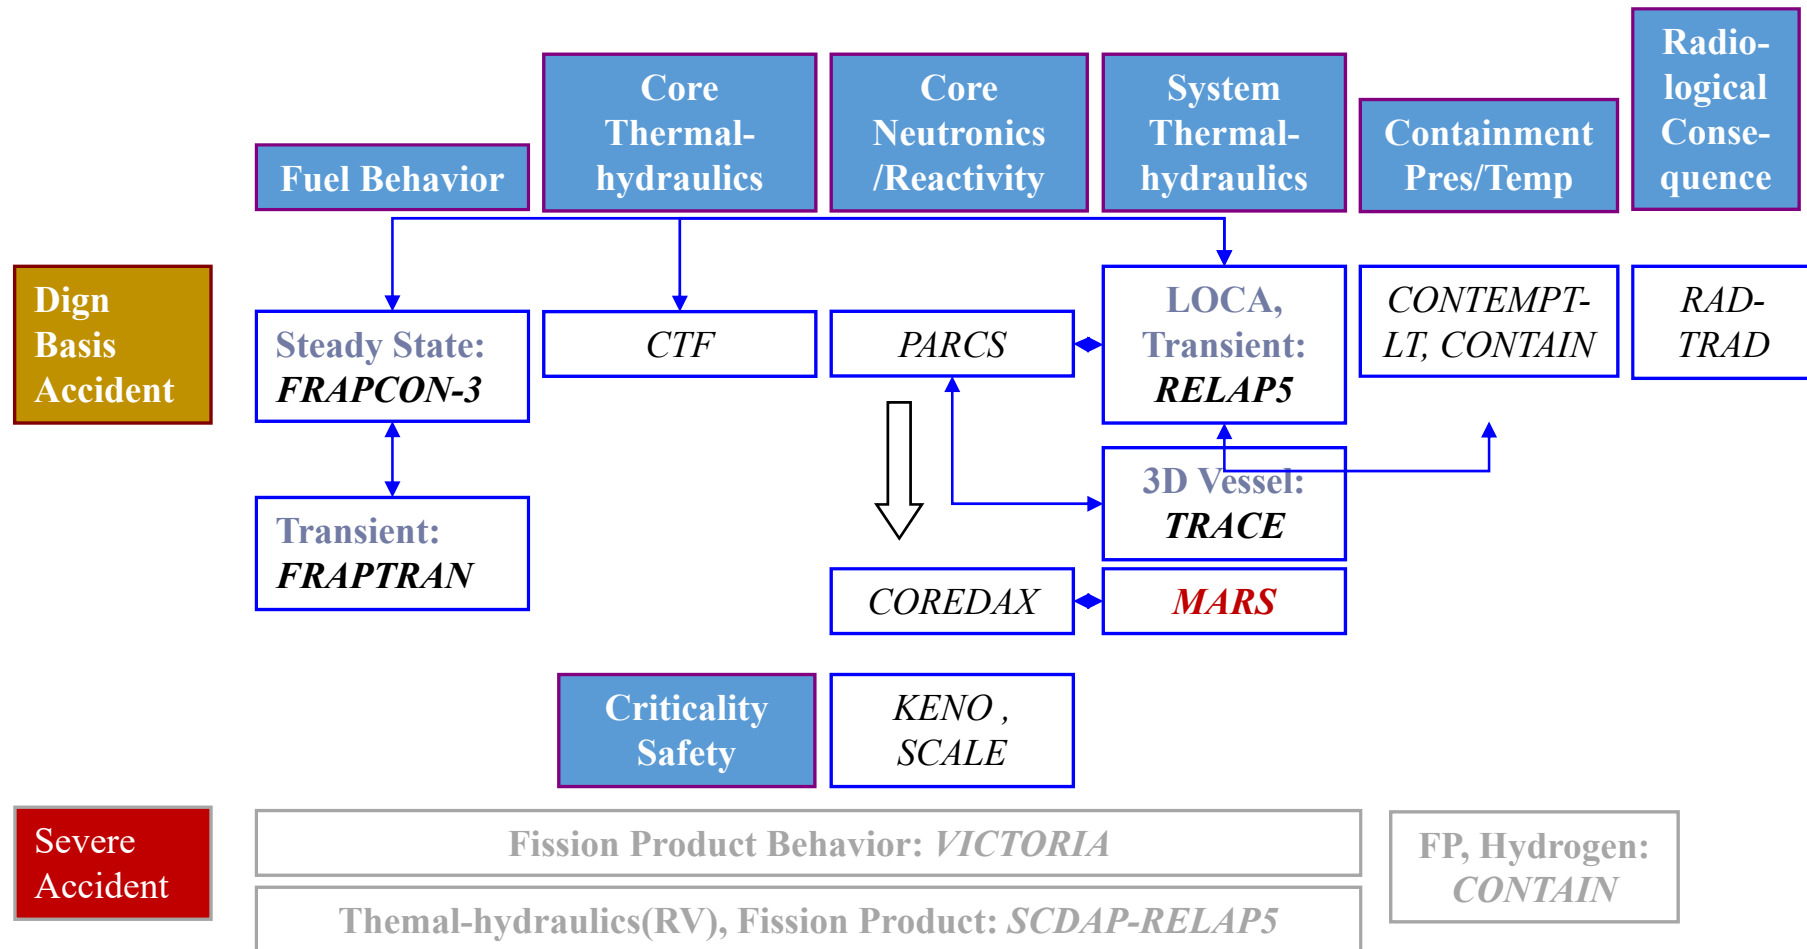 Fuel Behavior
Core
Thermal-
hydraulics
Core
Neutronics
/Reactivity
System
Thermal-
hydraulics
Containment
Pres/Temp
Radio-
logical
Conse-
quence
Dign
Basis
Accident
Steady State:
FRAPCON-3
CTF
PARCS
LOCA,
Transient:
RELAP5
CONTEMPT-
LT, CONTAIN
RAD-
TRAD
Transient:
FRAPTRAN
3D Vessel:
TRACE
COREDAX
MARS
Criticality
Safety
KENO ,
SCALE
Severe
Accident
Fission Product Behavior: VICTORIA
Themal-hydraulics(RV), Fission Product: SCDAP-RELAP5
FP, Hydrogen:
CONTAIN